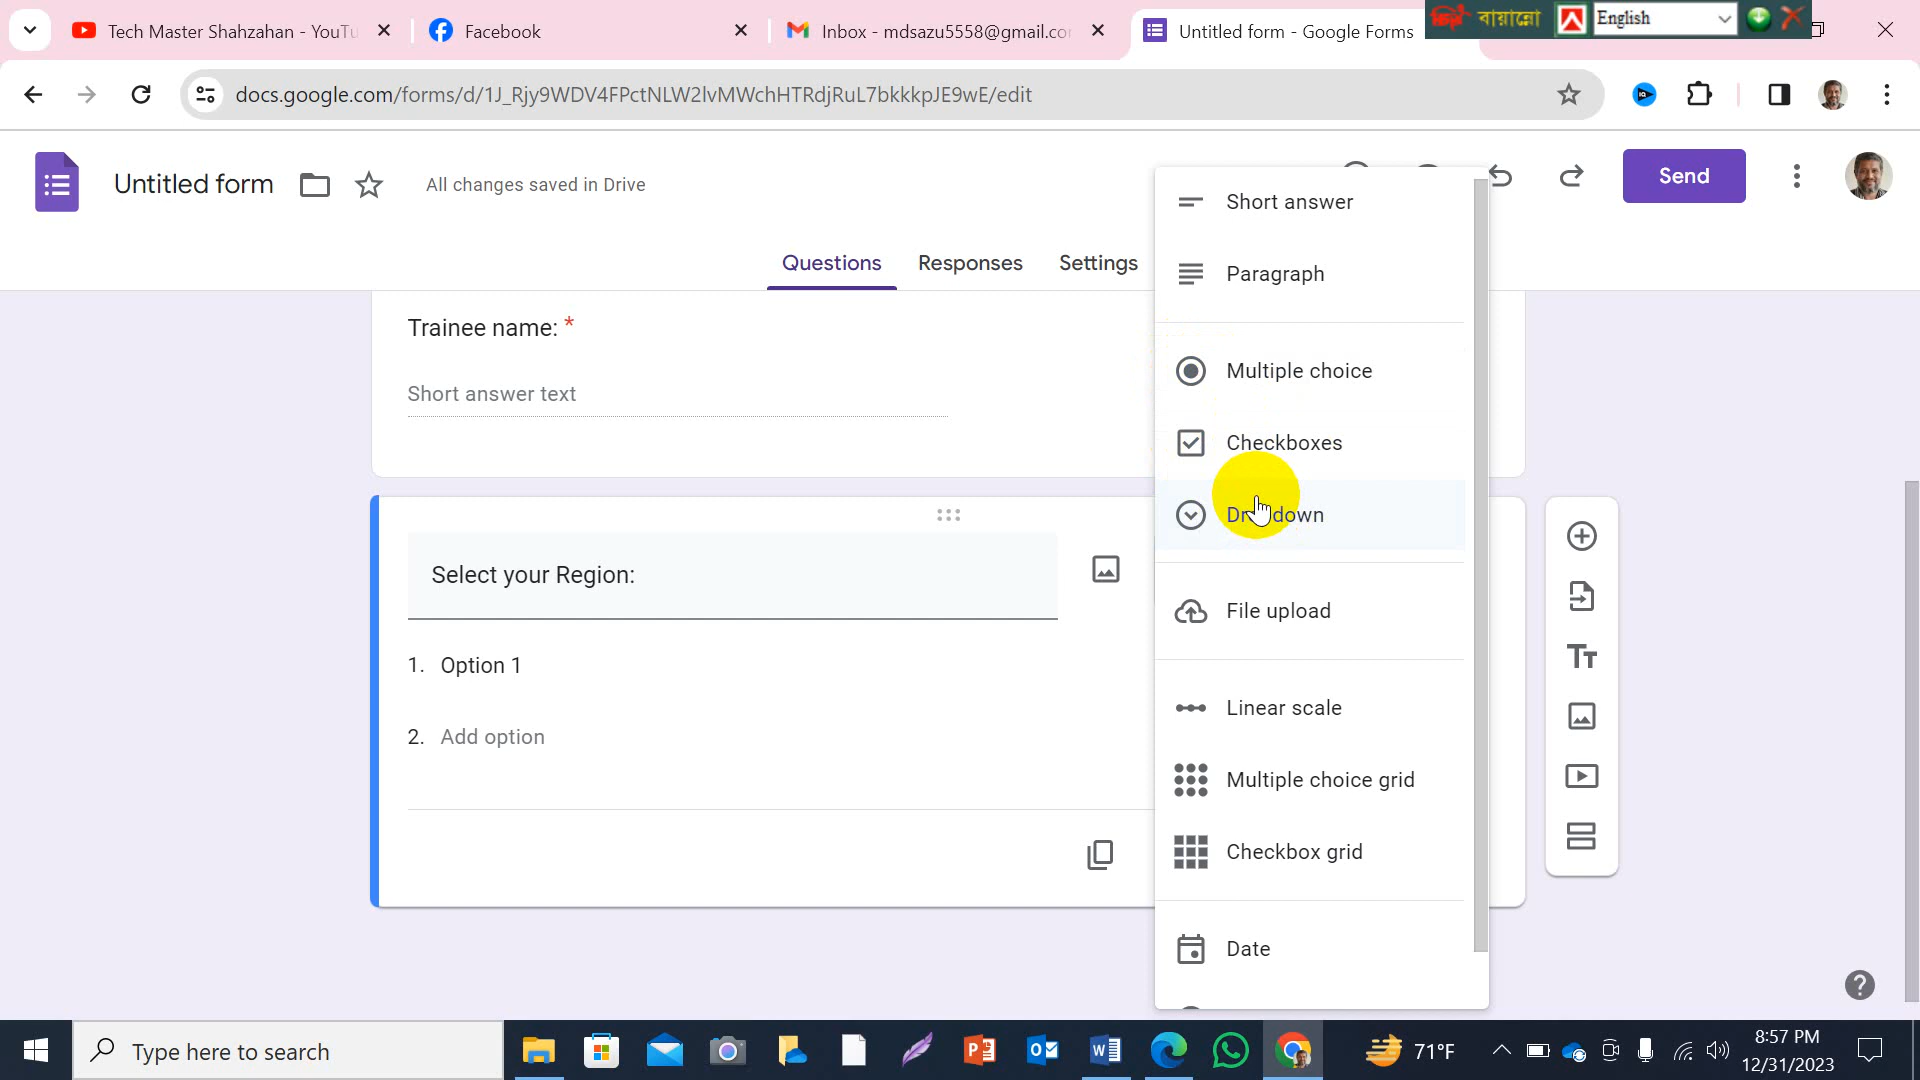 Tech Master Shahzahan - YouTu
Facebook
Inbox - mdsazu5558@gmail.co
Untitled form - Google Forms
বায়ান্নো
English
docs.google.com/forms/d/1J_Rjy9WDV4FPctNLW2lvMWchHTRdjRuL7bkkkpJE9wE/edit
Untitled form
All changes saved in Drive
Send
Questions
Responses
Settings
Trainee name: *
Short answer text
Select your Region:
1. Option 1
2. Add option
Short answer
Paragraph
Multiple choice
Checkboxes
Dropdown
File upload
Linear scale
Multiple choice grid
Checkbox grid
Date
Type here to search
71°F
8:57 PM
12/31/2023